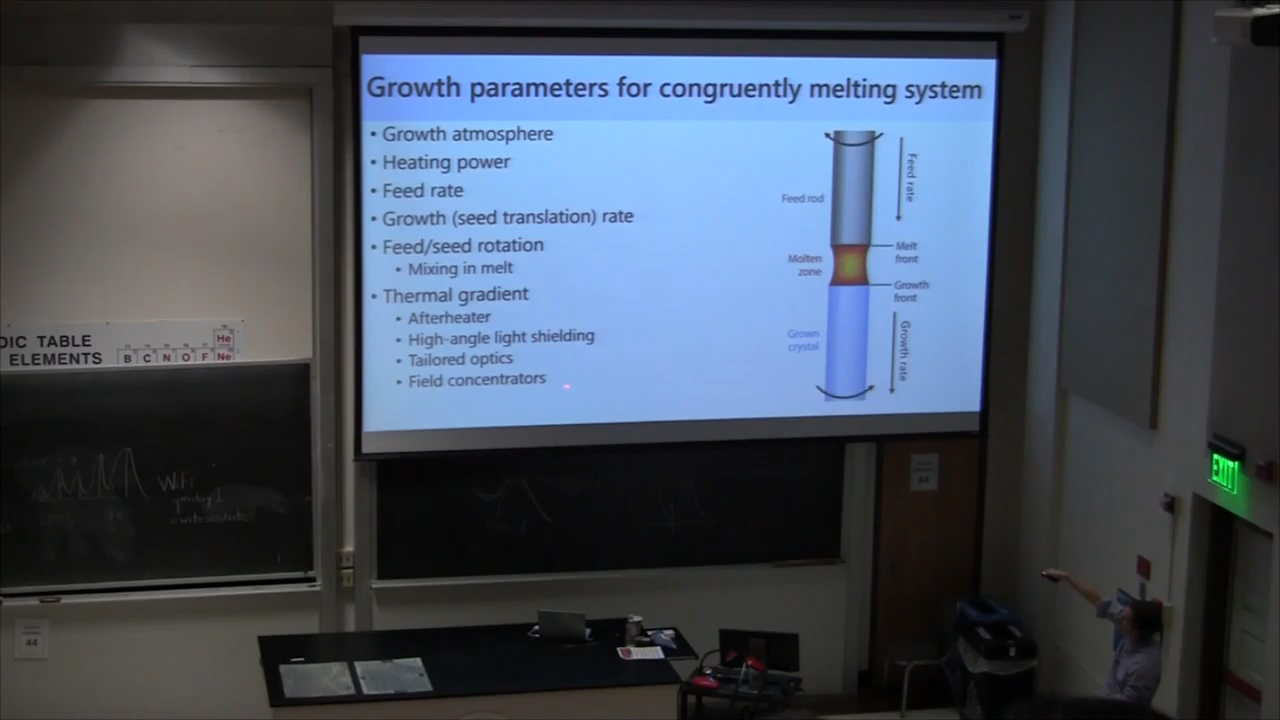 Growth parameters for congruently melting system
• Growth atmosphere
• Heating power
• Feed rate
• Growth (seed translation) rate
• Feed/seed rotation
• Mixing in melt
• Thermal gradient
• Afterheater
• High-angle light shielding
• Tailored optics
• Field concentrators
Feed rod
Feed rate
Molten
zone
Melt
front
Growth
front
Grown
crystal
Growth rate
DIC TABLE
ELEMENTS
He
B C N O F Ne
WiFi
44
44
EXIT